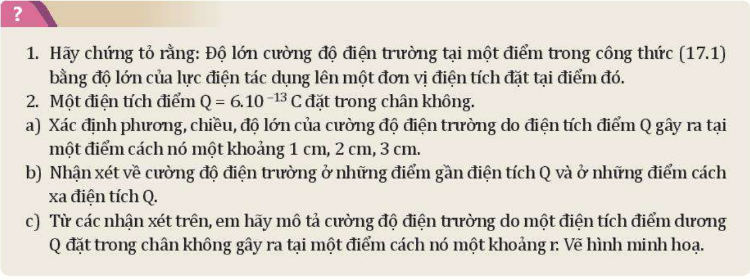 ?
1. Hãy chứng tỏ rằng: Độ lớn cường độ điện trường tại một điểm trong công thức (17.1)
bằng độ lớn của lực điện tác dụng lên một đơn vị điện tích đặt tại điểm đó.
2. Một điện tích điểm Q = 6.10⁻¹³ C đặt trong chân không.
a) Xác định phương, chiều, độ lớn của cường độ điện trường do điện tích điểm Q gây ra tại
một điểm cách nó một khoảng 1 cm, 2 cm, 3 cm.
b) Nhận xét về cường độ điện trường ở những điểm gần điện tích Q và ở những điểm cách
xa điện tích Q.
c) Từ các nhận xét trên, em hãy mô tả cường độ điện trường do một điện tích điểm dương
Q đặt trong chân không gây ra tại một điểm cách nó một khoảng r. Vẽ hình minh hoạ.